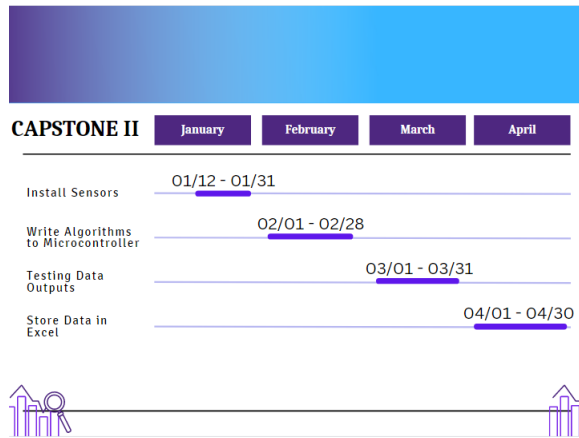 CAPSTONE II January February March April
01/12 - 01/31
Install Sensors
02/01 - 02/28
Write Algorithms
to Microcontroller
03/01 - 03/31
Testing Data
Outputs
04/01 - 04/30
Store Data in
Excel